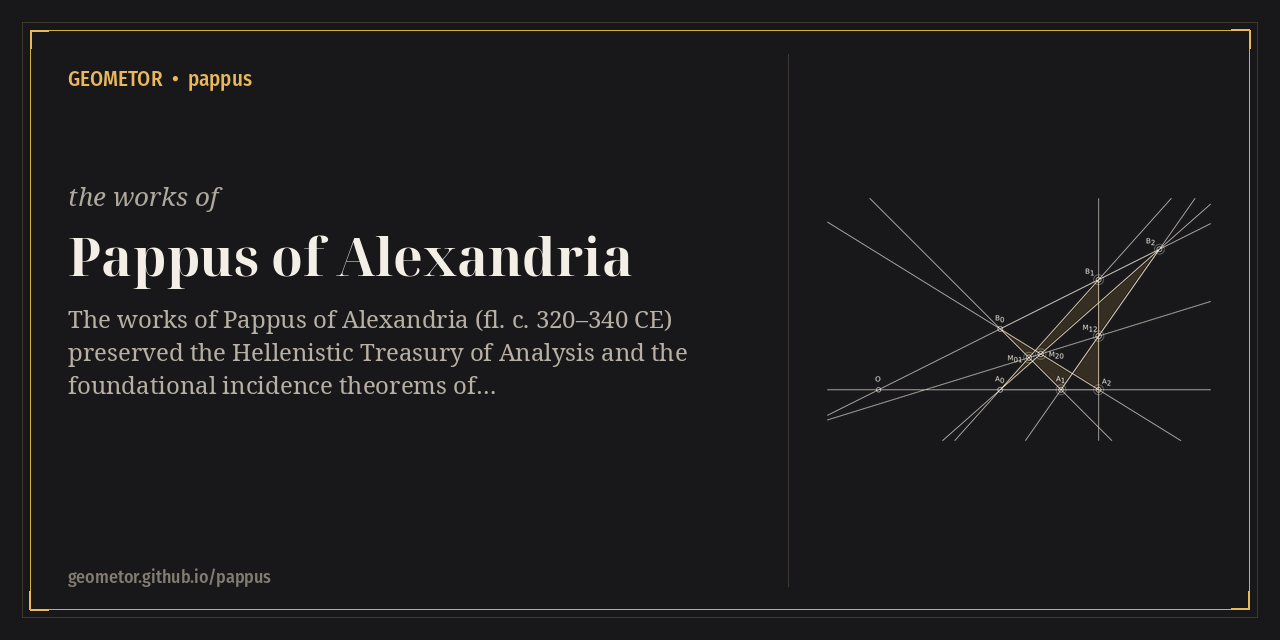 GEOMETOR • pappus
the works of
Pappus of Alexandria
The works of Pappus of Alexandria (fl. c. 320–340 CE)
preserved the Hellenistic Treasury of Analysis and the
foundational incidence theorems of...
B2
B1
B0
M12
M01
M20
O
A0
A1
A2
geometor.github.io/pappus